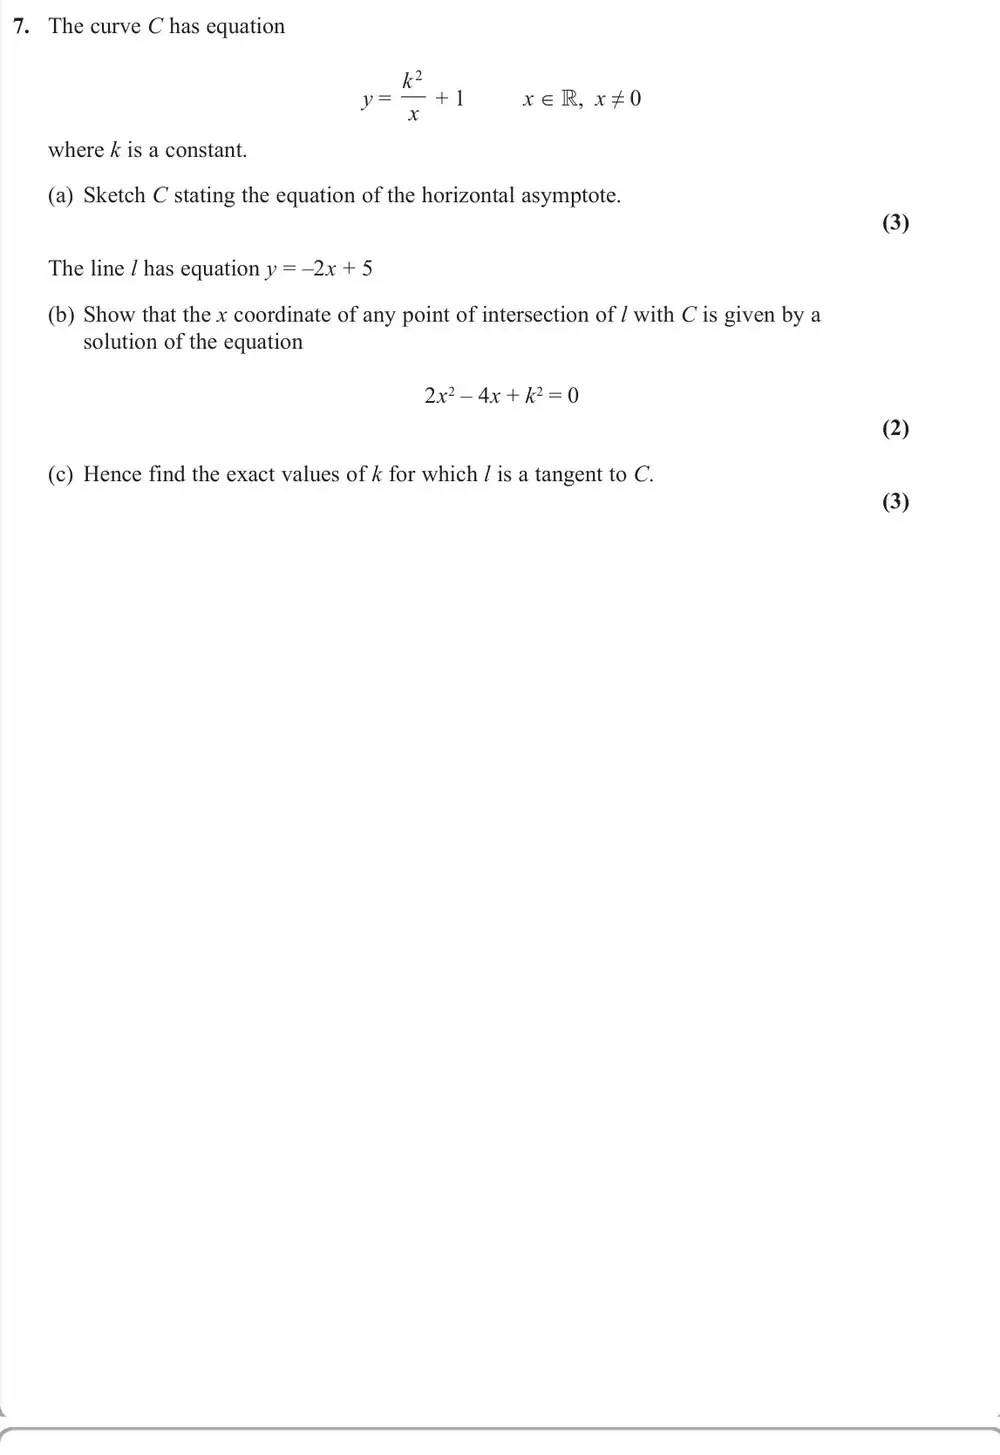 7. The curve C has equation
y = k²/x + 1 x ∈ ℝ, x ≠ 0
where k is a constant.
(a) Sketch C stating the equation of the horizontal asymptote.
(3)
The line l has equation y = –2x + 5
(b) Show that the x coordinate of any point of intersection of l with C is given by a
solution of the equation
2x² – 4x + k² = 0
(2)
(c) Hence find the exact values of k for which l is a tangent to C.
(3)